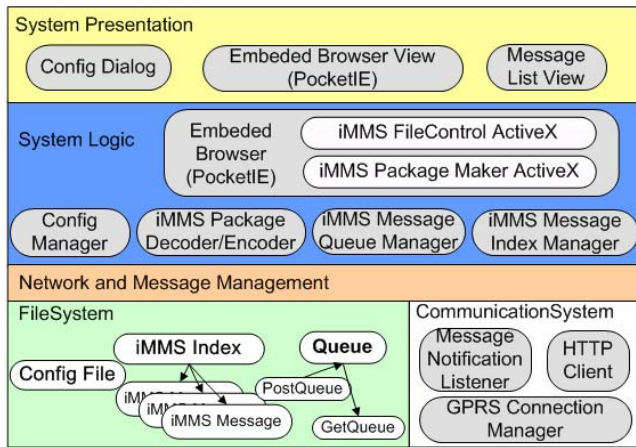 System Presentation
Config Dialog
Embeded Browser View
(PocketIE)
Message
List View
System Logic
Embeded
Browser
(PocketIE)
iMMS FileControl ActiveX
iMMS Package Maker ActiveX
Config
Manager
iMMS Package
Decoder/Encoder
iMMS Message
Queue Manager
iMMS Message
Index Manager
Network and Message Management
FileSystem
iMMS Index
Queue
Config File
PostQueue
iMMS Message
GetQueue
CommunicationSystem
Message
Notification
Listener
HTTP
Client
GPRS Connection
Manager